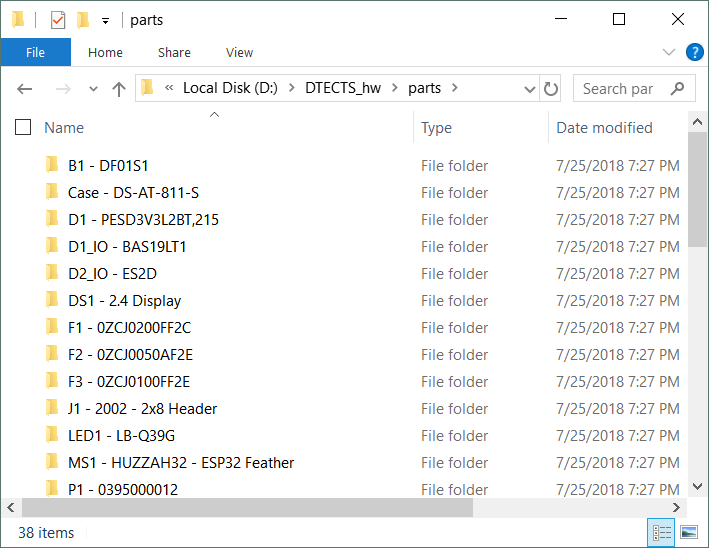 parts
File Home Share View
« Local Disk (D:) DTECTS_hw parts Search par
Name Type Date modified
B1 - DF01S1 File folder 7/25/2018 7:27 PM
Case - DS-AT-811-S File folder 7/25/2018 7:27 PM
D1 - PESD3V3L2BT,215 File folder 7/25/2018 7:27 PM
D1_IO - BAS19LT1 File folder 7/25/2018 7:27 PM
D2_IO - ES2D File folder 7/25/2018 7:27 PM
DS1 - 2.4 Display File folder 7/25/2018 7:27 PM
F1 - 0ZCJ0200FF2C File folder 7/25/2018 7:27 PM
F2 - 0ZCJ0050AF2E File folder 7/25/2018 7:27 PM
F3 - 0ZCJ0100FF2E File folder 7/25/2018 7:27 PM
J1 - 2002 - 2x8 Header File folder 7/25/2018 7:27 PM
LED1 - LB-Q39G File folder 7/25/2018 7:27 PM
MS1 - HUZZAH32 - ESP32 Feather File folder 7/25/2018 7:27 PM
P1 - 0395000012 File folder 7/25/2018 7:27 PM
38 items